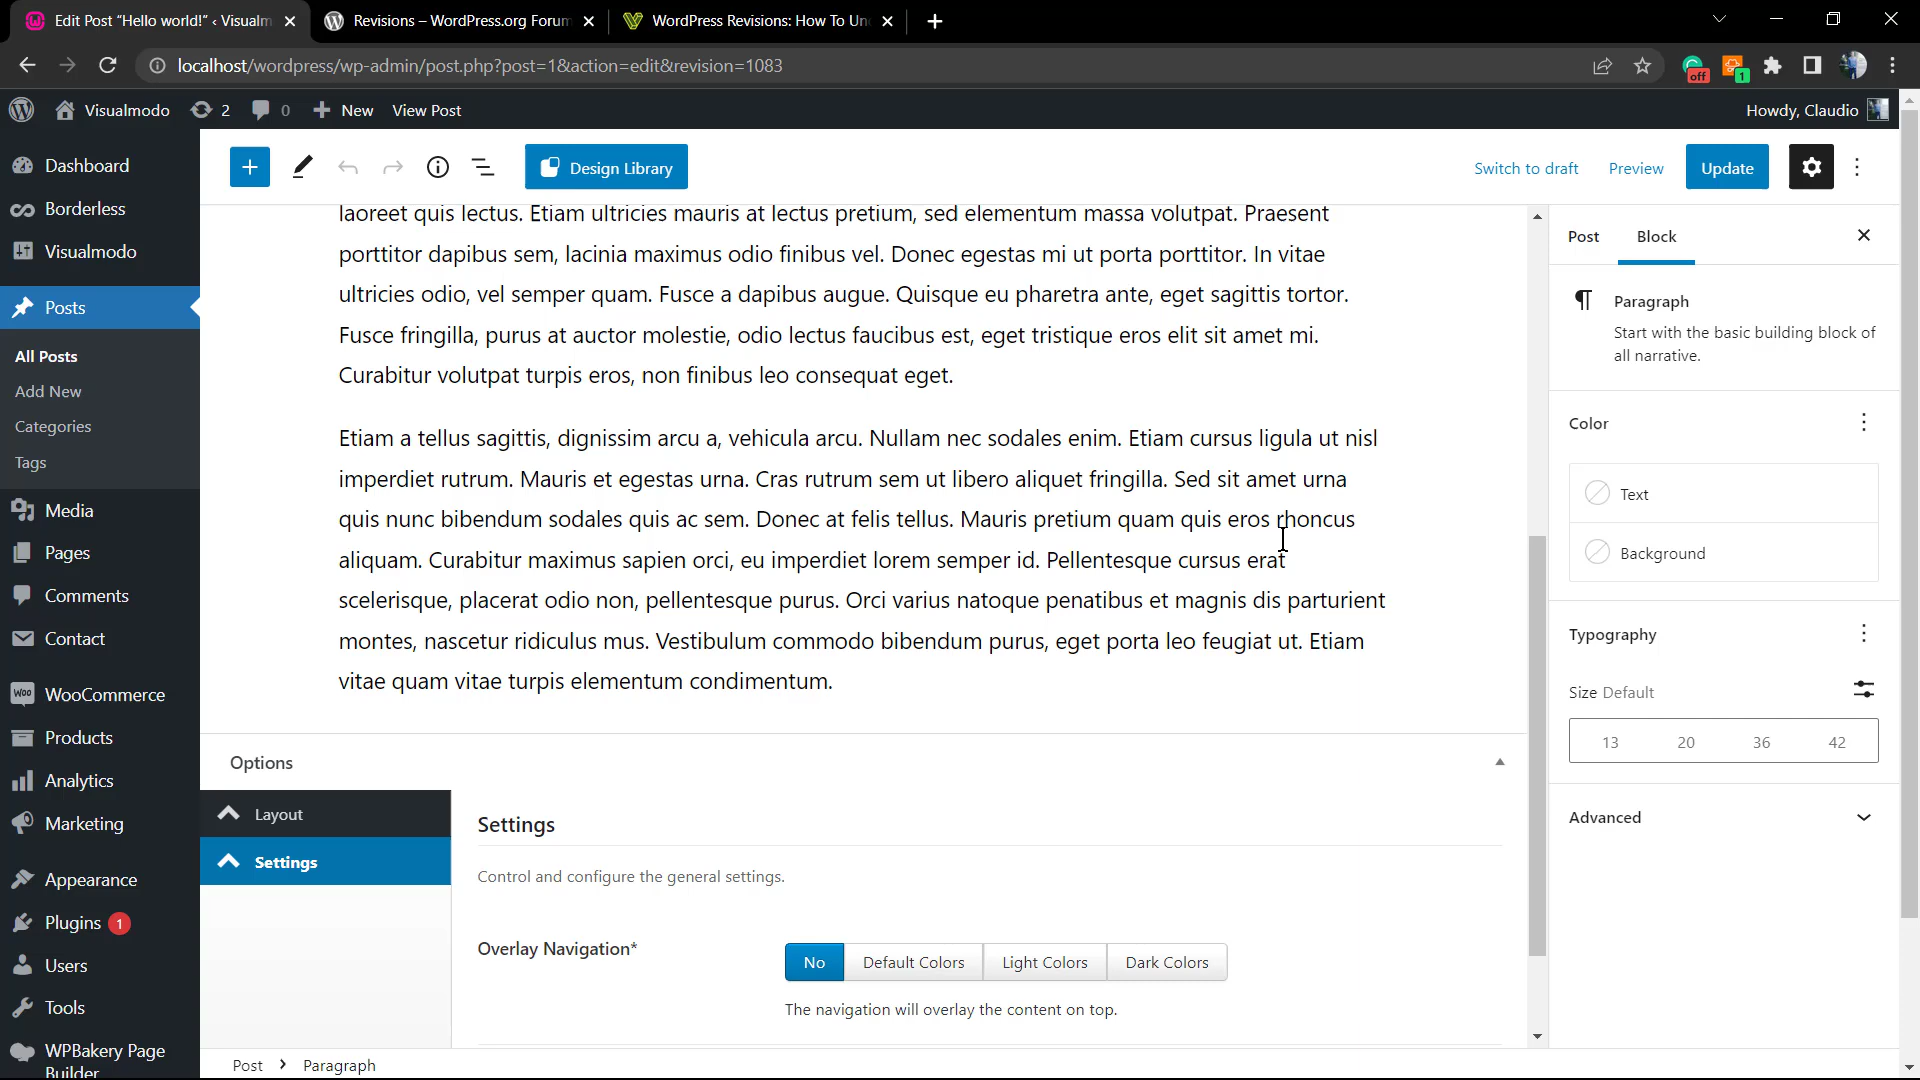 Edit Post “Hello world!” ‹ Visualm
Revisions – WordPress.org Forum
WordPress Revisions: How To Un
localhost/wordpress/wp-admin/post.php?post=1&action=edit&revision=1083
off
1
Visualmodo
2
0
New
View Post
Howdy, Claudio
Dashboard
Borderless
Visualmodo
Posts
All Posts
Add New
Categories
Tags
Media
Pages
Comments
Contact
Woo WooCommerce
Products
Analytics
Marketing
Appearance
Plugins 1
Users
Tools
WPBakery Page
Builder
Design Library
Switch to draft
Preview
Update
laoreet quis lectus. Etiam ultricies mauris at lectus pretium, sed elementum massa volutpat. Praesent
porttitor dapibus sem, lacinia maximus odio finibus vel. Donec egestas mi ut porta porttitor. In vitae
ultricies odio, vel semper quam. Fusce a dapibus augue. Quisque eu pharetra ante, eget sagittis tortor.
Fusce fringilla, purus at auctor molestie, odio lectus faucibus est, eget tristique eros elit sit amet mi.
Curabitur volutpat turpis eros, non finibus leo consequat eget.
Etiam a tellus sagittis, dignissim arcu a, vehicula arcu. Nullam nec sodales enim. Etiam cursus ligula ut nisl
imperdiet rutrum. Mauris et egestas urna. Cras rutrum sem ut libero aliquet fringilla. Sed sit amet urna
quis nunc bibendum sodales quis ac sem. Donec at felis tellus. Mauris pretium quam quis eros rhoncus
aliquam. Curabitur maximus sapien orci, eu imperdiet lorem semper id. Pellentesque cursus erat
scelerisque, placerat odio non, pellentesque purus. Orci varius natoque penatibus et magnis dis parturient
montes, nascetur ridiculus mus. Vestibulum commodo bibendum purus, eget porta leo feugiat ut. Etiam
vitae quam vitae turpis elementum condimentum.
Options
Layout
Settings
Settings
Control and configure the general settings.
Overlay Navigation*
No
Default Colors
Light Colors
Dark Colors
The navigation will overlay the content on top.
Post
Paragraph
Post
Block
Paragraph
Start with the basic building block of
all narrative.
Color
Text
Background
Typography
Size Default
13
20
36
42
Advanced